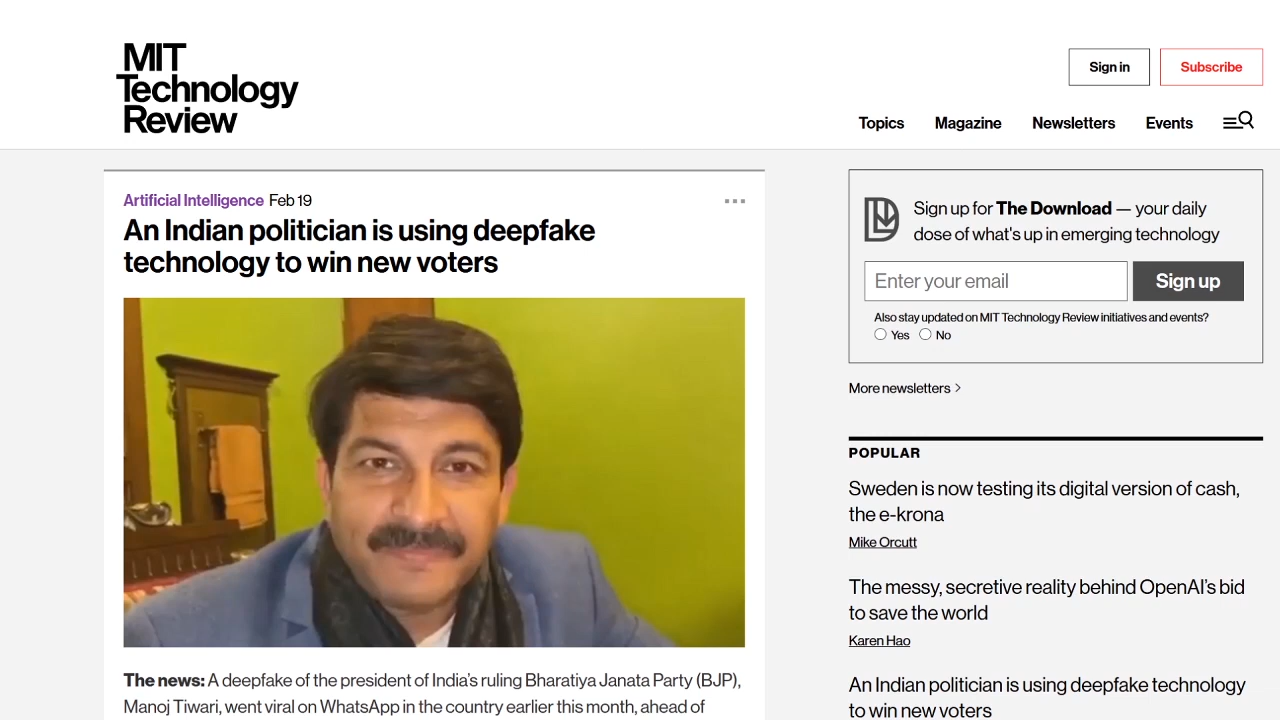 MIT
Technology
Review
Sign in
Subscribe
Topics
Magazine
Newsletters
Events
Artificial Intelligence Feb 19
An Indian politician is using deepfake
technology to win new voters
The news: A deepfake of the president of India’s ruling Bharatiya Janata Party (BJP),
Manoj Tiwari, went viral on WhatsApp in the country earlier this month, ahead of
Sign up for The Download — your daily
dose of what's up in emerging technology
Enter your email
Sign up
Also stay updated on MIT Technology Review initiatives and events?
Yes No
More newsletters
POPULAR
Sweden is now testing its digital version of cash,
the e-krona
Mike Orcutt
The messy, secretive reality behind OpenAI’s bid
to save the world
Karen Hao
An Indian politician is using deepfake technology
to win new voters